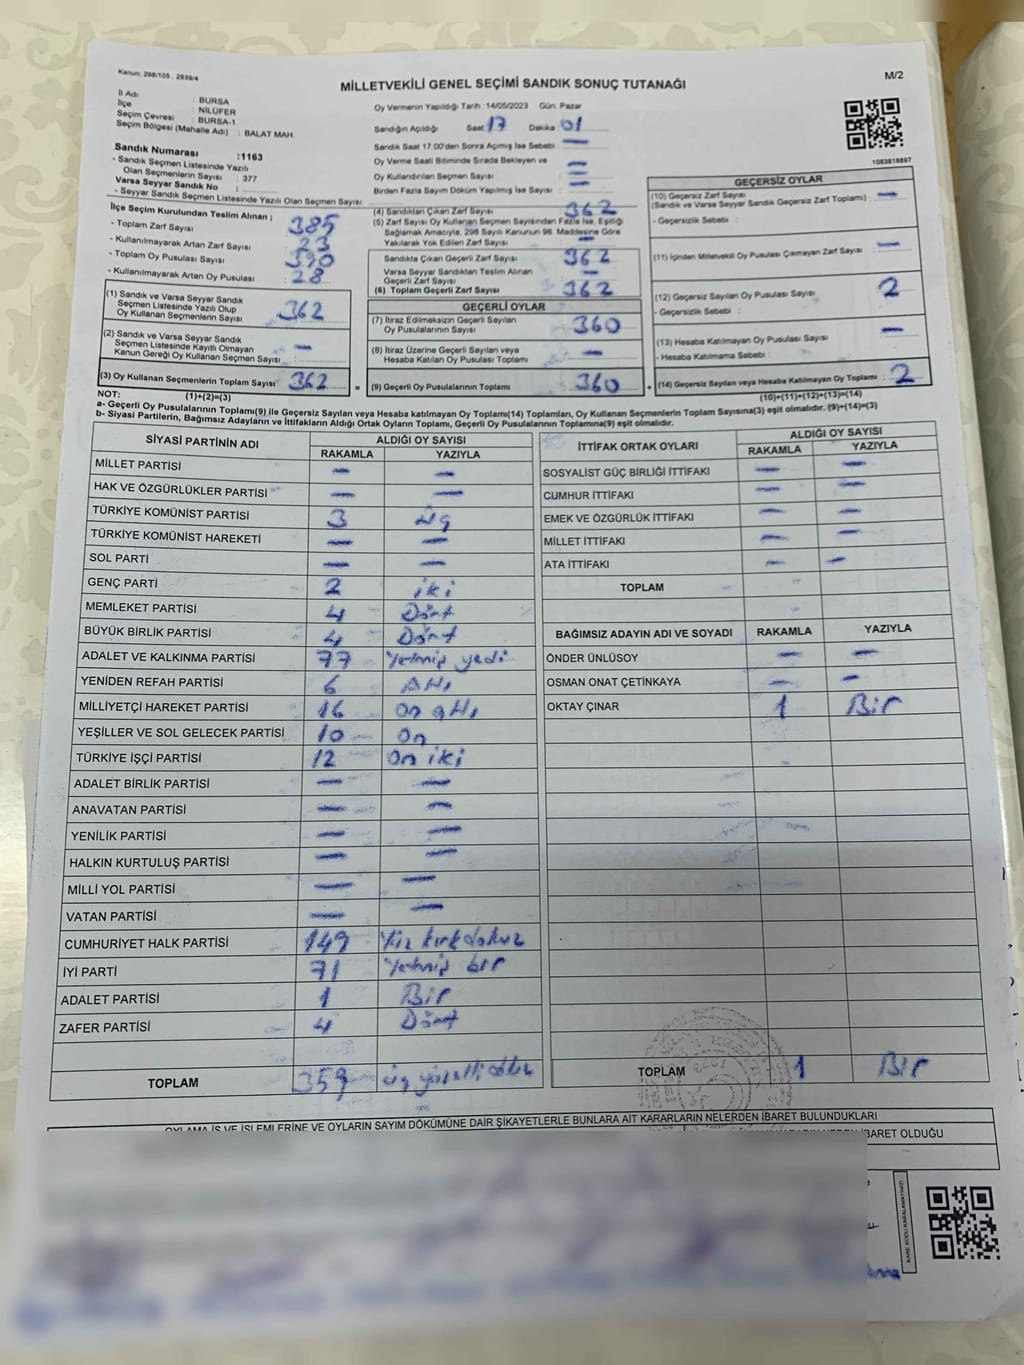 Kanun: 298/105 , 2839/4
M/2
MİLLETVEKİLİ GENEL SEÇİMİ SANDIK SONUÇ TUTANAĞI
İl Adı : BURSA
İlçe : NİLÜFER
Seçim Çevresi : BURSA-1
Seçim Bölgesi (Mahalle Adı) : BALAT MAH.
Sandık Numarası :1163
- Sandık Seçmen Listesinde Yazılı
Olan Seçmenlerin Sayısı : 377
Varsa Seyyar Sandık No :
- Seyyar Sandık Seçmen Listesinde Yazılı Olan Seçmen Sayısı :
Oy Vermenin Yapıldığı Tarih :14/05/2023 Gün: Pazar
Sandığın Açıldığı Saat 17 Dakika 01
Sandık Saat 17:00'den Sonra Açılmış İse Sebebi : —
Oy Verme Saati Bitiminde Sırada Bekleyen ve —
Oy Kullandırılan Seçmen Sayısı : —
Birden Fazla Sayım Döküm Yapılmış İse Sayısı : —
1083818897
İlçe Seçim Kurulundan Teslim Alınan ;
- Toplam Zarf Sayısı : 385
- Kullanılmayarak Artan Zarf Sayısı : 23
- Toplam Oy Pusulası Sayısı : 390
- Kullanılmayarak Artan Oy Pusulası : 28
(1) Sandık ve Varsa Seyyar Sandık
Seçmen Listesinde Yazılı Olup
Oy Kullanan Seçmenlerin Sayısı : 362
(2) Sandık ve Varsa Seyyar Sandık
Seçmen Listesinde Kayıtlı Olmayan
Kanun Gereği Oy Kullanan Seçmen Sayısı : —
(3) Oy Kullanan Seçmenlerin Toplam Sayısı : 362
(1)+(2)=(3)
(4) Sandıktan Çıkan Zarf Sayısı : 362
(5) Zarf Sayısı Oy Kullanan Seçmen Sayısından Fazla İse, Eşitliği
Sağlamak Amacıyla, 298 Sayılı Kanunun 98. Maddesine Göre
Yakılarak Yok Edilen Zarf Sayısı : —
Sandıkta Çıkan Geçerli Zarf Sayısı : 362
Varsa Seyyar Sandıktan Teslim Alınan
Geçerli Zarf Sayısı : —
(6) Toplam Geçerli Zarf Sayısı : 362
GEÇERLİ OYLAR
(7) İtiraz Edilmeksizin Geçerli Sayılan
Oy Pusulalarının Sayısı : 360
(8) İtiraz Üzerine Geçerli Sayılan veya
Hesaba Katılan Oy Pusulası Toplamı : —
= (9) Geçerli Oy Pusulalarının Toplamı : 360 +
GEÇERSİZ OYLAR
(10) Geçersiz Zarf Sayısı
(Sandık ve Varsa Seyyar Sandık Geçersiz Zarf Toplamı) : —
- Geçersizlik Sebebi :
(11) İçinden Milletvekili Oy Pusulası Çıkmayan Zarf Sayısı : —
(12) Geçersiz Sayılan Oy Pusulası Sayısı : 2
- Geçersizlik Sebebi :
(13) Hesaba Katılmayan Oy Pusulası Sayısı : —
- Hesaba Katılmama Sebebi :
(14) Geçersiz Sayılan veya Hesaba Katılmayan Oy Toplamı : 2
(10)+(11)+(12)+(13)=(14)
NOT:
a- Geçerli Oy Pusulalarının Toplamı(9) ile Geçersiz Sayılan veya Hesaba katılmayan Oy Toplamı(14) Toplamları, Oy Kullanan Seçmenlerin Toplam Sayısına(3) eşit olmalıdır. (9)+(14)=(3)
b- Siyasi Partilerin, Bağımsız Adayların ve İttifakların Aldığı Ortak Oyların Toplamı, Geçerli Oy Pusulalarının Toplamına(9) eşit olmalıdır.
SİYASİ PARTİNİN ADI ALDIĞI OY SAYISI
RAKAMLA YAZIYLA
MİLLET PARTİSİ — —
HAK VE ÖZGÜRLÜKLER PARTİSİ — —
TÜRKİYE KOMÜNİST PARTİSİ 3 üç
TÜRKİYE KOMÜNİST HAREKETİ — —
SOL PARTİ — —
GENÇ PARTİ 2 iki
MEMLEKET PARTİSİ 4 Dört
BÜYÜK BİRLİK PARTİSİ 4 Dört
ADALET VE KALKINMA PARTİSİ 77 Yetmiş yedi
YENİDEN REFAH PARTİSİ 6 Altı
MİLLİYETÇİ HAREKET PARTİSİ 16 On altı
YEŞİLLER VE SOL GELECEK PARTİSİ 10 On
TÜRKİYE İŞÇİ PARTİSİ 12 On iki
ADALET BİRLİK PARTİSİ — —
ANAVATAN PARTİSİ — —
YENİLİK PARTİSİ — —
HALKIN KURTULUŞ PARTİSİ — —
MİLLİ YOL PARTİSİ — —
VATAN PARTİSİ — —
CUMHURİYET HALK PARTİSİ 149 Yüz kırk dokuz
İYİ PARTİ 71 Yetmiş bir
ADALET PARTİSİ 1 Bir
ZAFER PARTİSİ 4 Dört
TOPLAM 359 üç yüz elli dokuz
İTTİFAK ORTAK OYLARI ALDIĞI OY SAYISI
RAKAMLA YAZIYLA
SOSYALİST GÜÇ BİRLİĞİ İTTİFAKI — —
CUMHUR İTTİFAKI — —
EMEK VE ÖZGÜRLÜK İTTİFAKI — —
MİLLET İTTİFAKI — —
ATA İTTİFAKI — —
TOPLAM
BAĞIMSIZ ADAYIN ADI VE SOYADI RAKAMLA YAZIYLA
ÖNDER ÜNLÜSOY — —
OSMAN ONAT ÇETİNKAYA — —
OKTAY ÇINAR 1 Bir
TOPLAM 1 Bir
OYLAMA İŞ VE İŞLEMLERİNE VE OYLARIN SAYIM DÖKÜMÜNE DAİR ŞİKAYETLERLE BUNLARA AİT KARARLARIN NELERDEN İBARET BULUNDUKLARI
İBARET OLDUĞU
KARE KODU KARALAMAYINIZ!